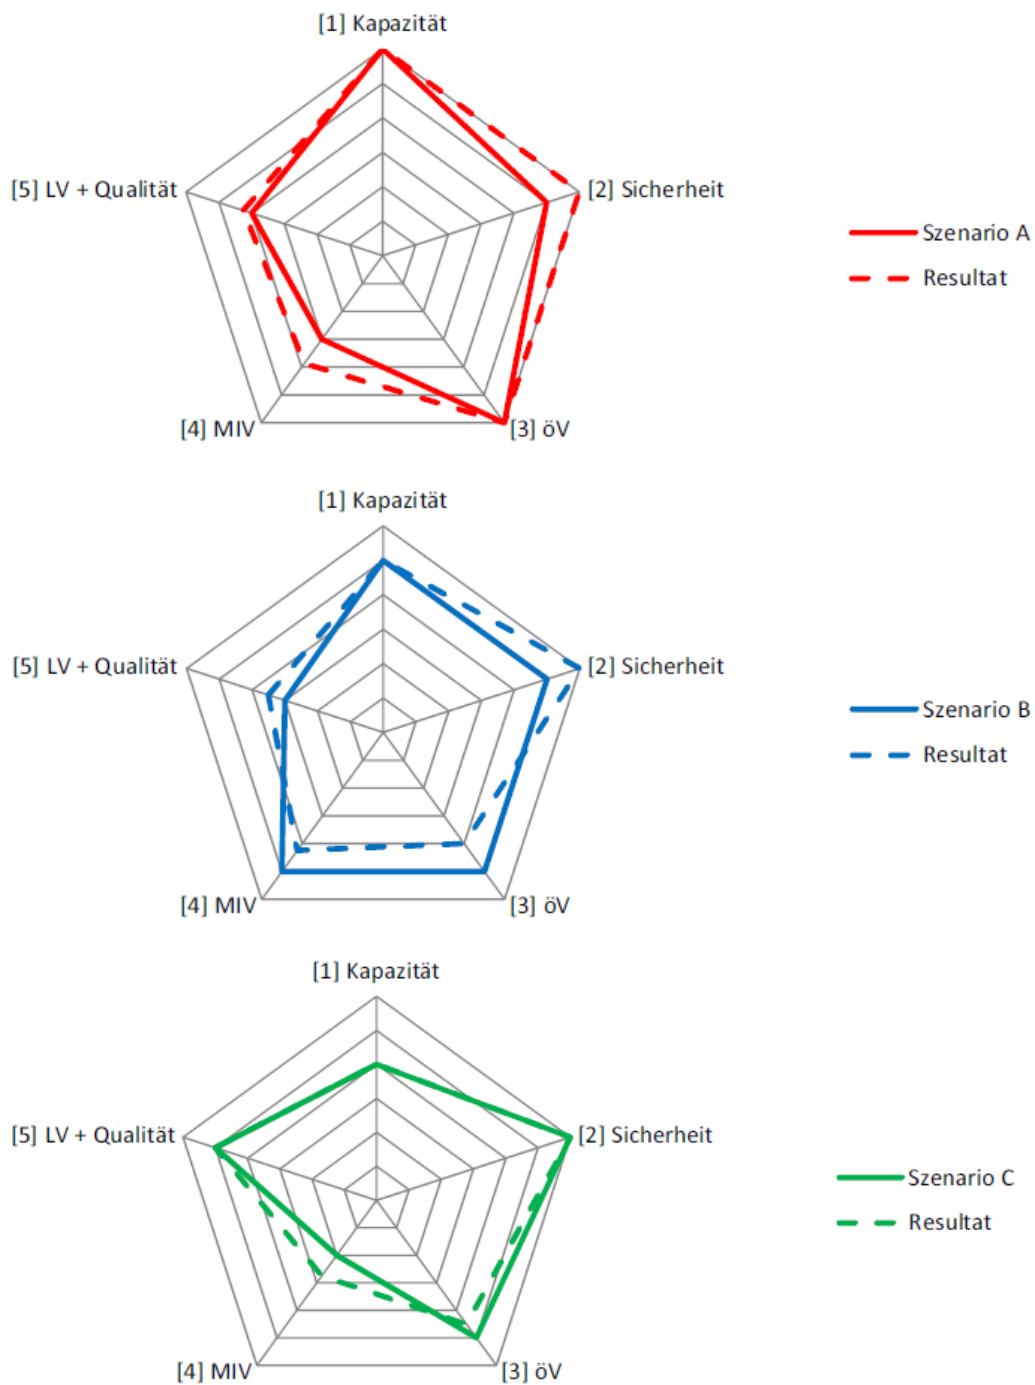 [1] Kapazität
[5] LV + Qualität
[2] Sicherheit
Szenario A
Resultat
[4] MIV
[3] öV
[1] Kapazität
[5] LV + Qualität
[2] Sicherheit
Szenario B
Resultat
[4] MIV
[3] öV
[1] Kapazität
[5] LV + Qualität
[2] Sicherheit
Szenario C
Resultat
[4] MIV
[3] öV